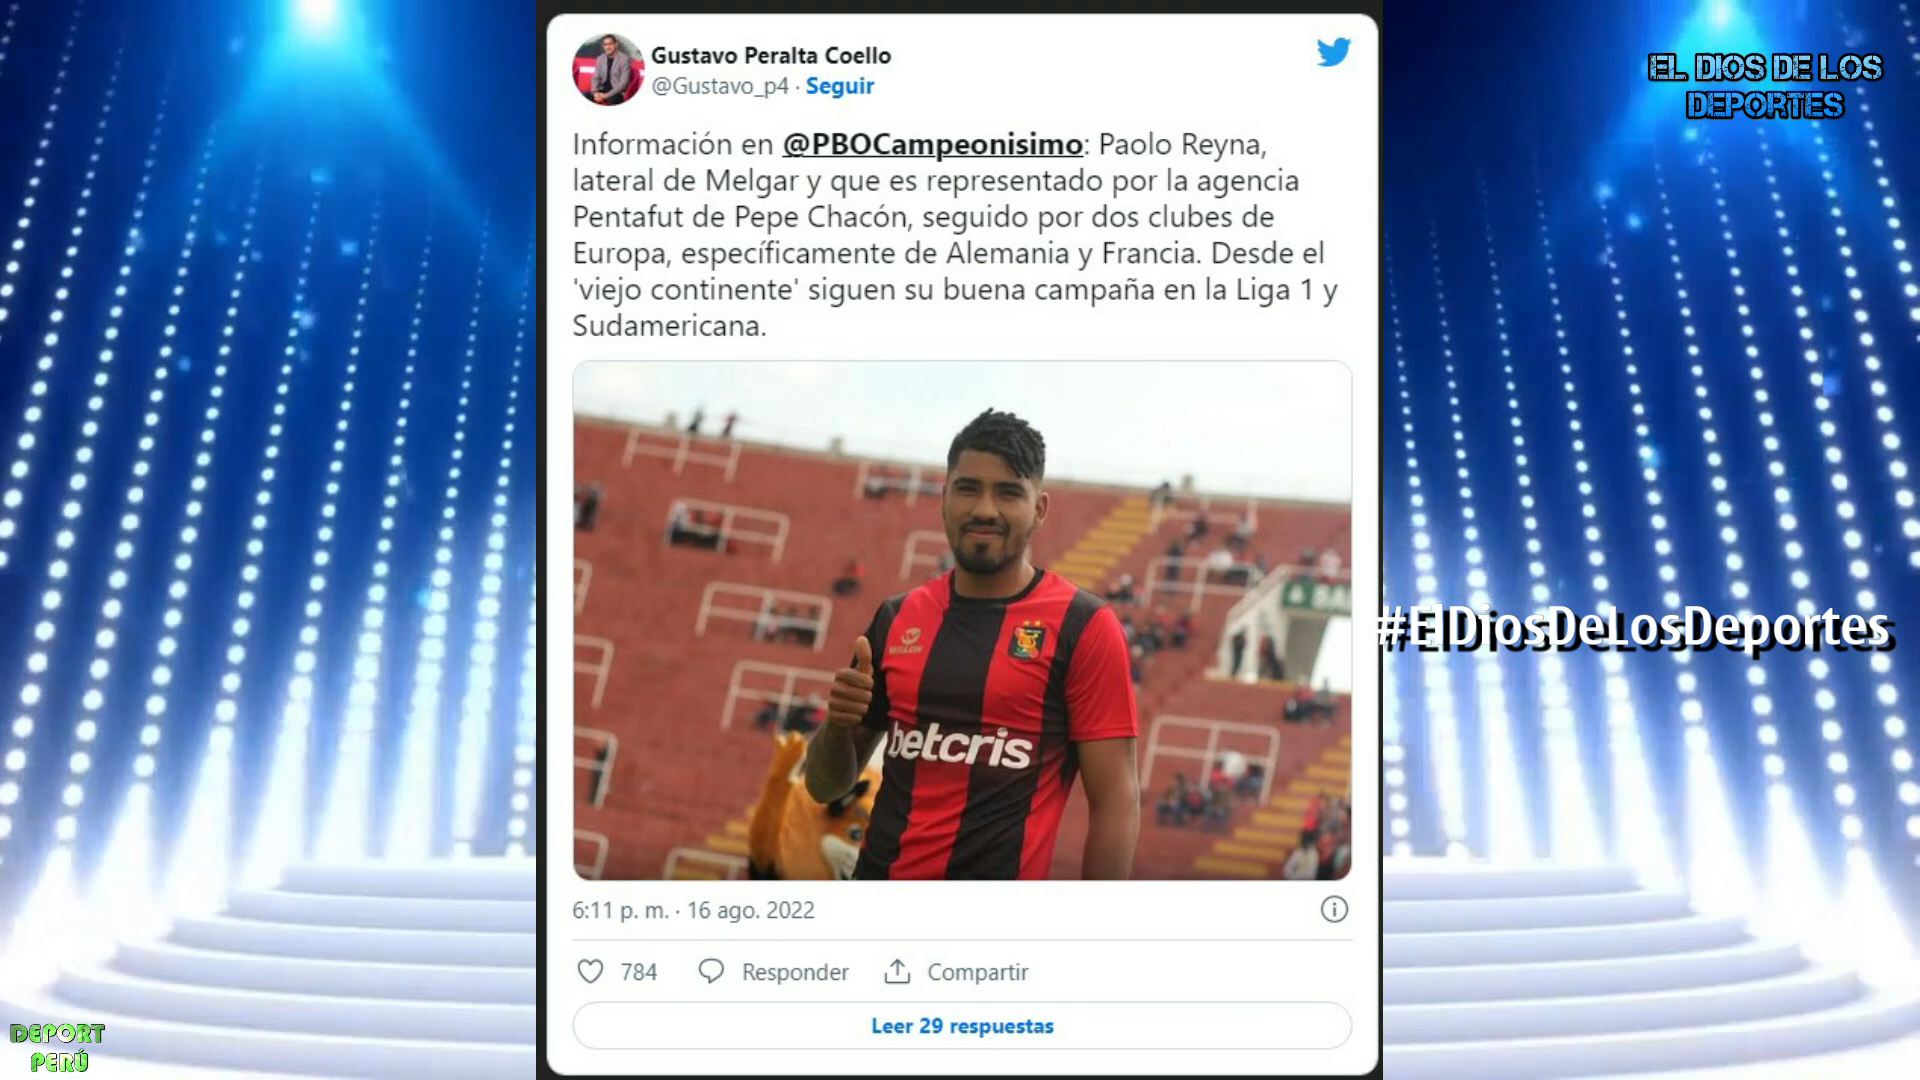 Gustavo Peralta Coello
@Gustavo_p4 · Seguir
EL DIOS DE LOS
DEPORTES
Información en @PBOCampeonisimo: Paolo Reyna,
lateral de Melgar y que es representado por la agencia
Pentafut de Pepe Chacón, seguido por dos clubes de
Europa, específicamente de Alemania y Francia. Desde el
'viejo continente' siguen su buena campaña en la Liga 1 y
Sudamericana.
WALON
betcris
#ElDiosDeLosDeportes
6:11 p. m. · 16 ago. 2022
784 Responder Compartir
Leer 29 respuestas
DEPORT
PERÚ